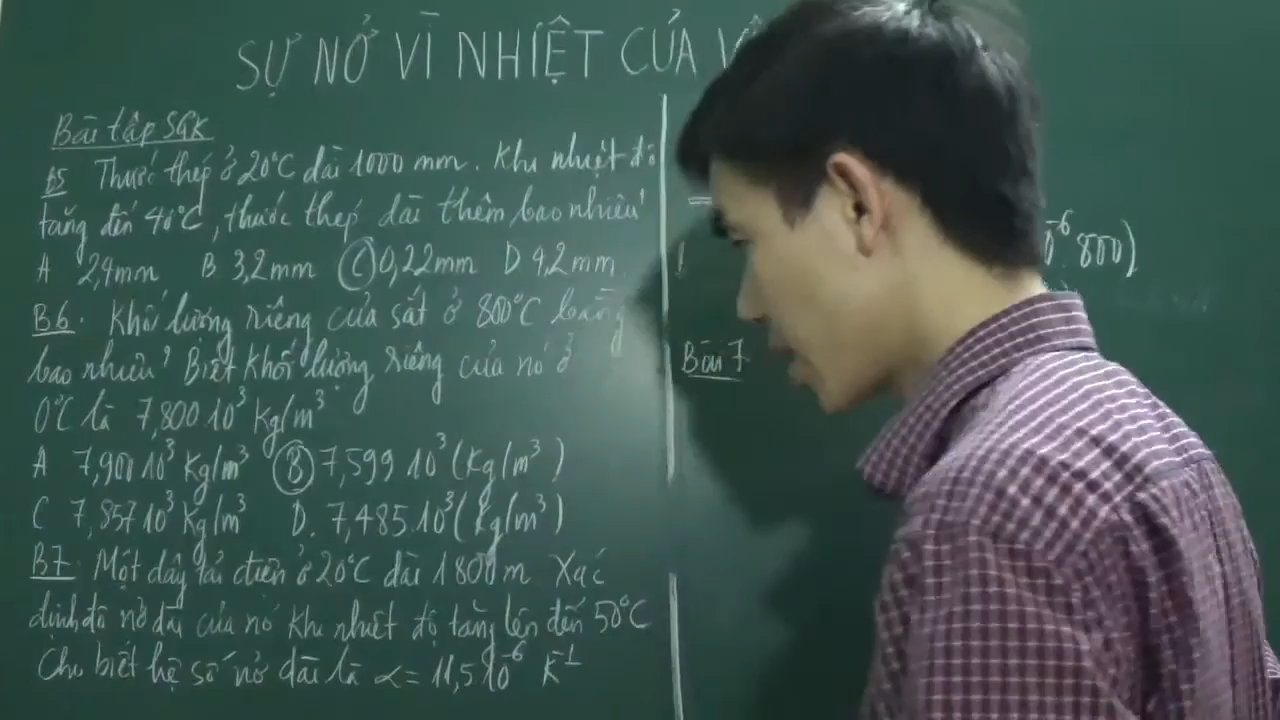 SỰ NỞ VÌ NHIỆT CỦA
Bài tập SGK
B5 Thước thép ở 20°C dài 1000 mm. Khi nhiệt độ
tăng đến 40°C, thước thép dài thêm bao nhiêu?
A 2,4mm B 3,2mm C 0,22mm D 4,2mm
B6. Khối lượng riêng của sắt ở 800°C bằng
bao nhiêu? Biết khối lượng riêng của nó ở
0°C là 7,800 10³ kg/m³
A 7,900 10³ kg/m³ B 7,599 10³ (kg/m³)
C 7,857 10³ kg/m³ D. 7,485.10³ (kg/m³)
B7. Một dây tải điện ở 20°C dài 1800 m. Xác
định độ nở dài của nó khi nhiệt độ tăng lên đến 50°C
Cho biết hệ số nở dài là α = 11,5.10⁻⁶ K⁻¹
=
0⁻⁶.800)
Bài 7